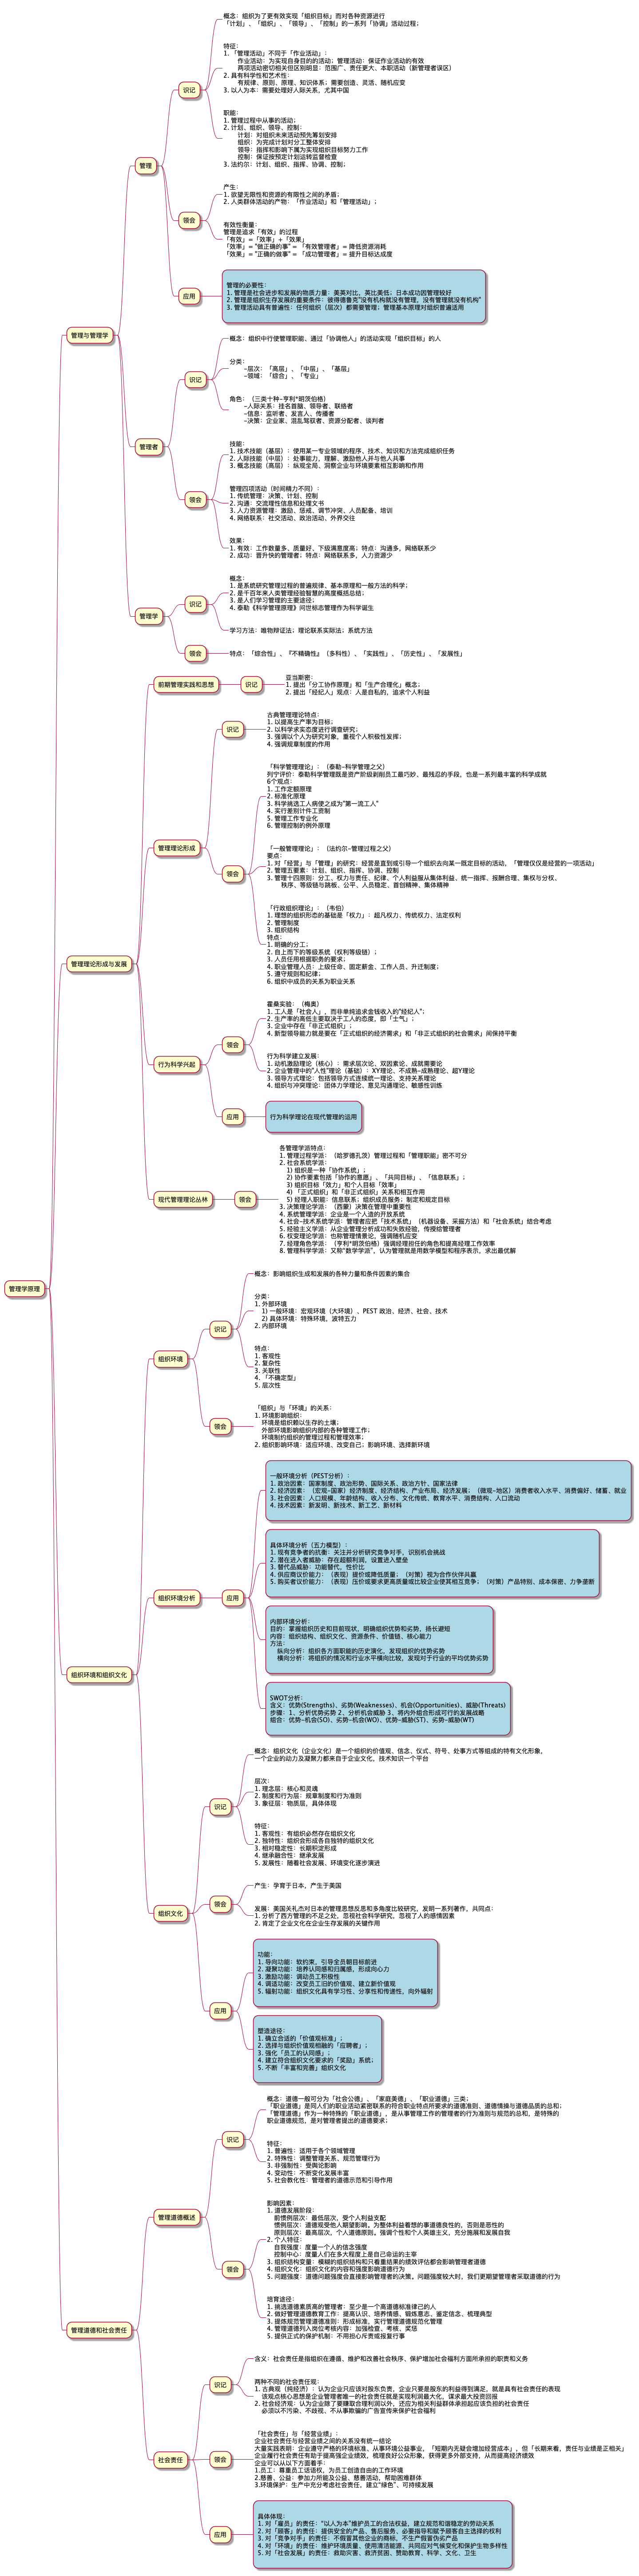 管理学原理
管理与管理学
管理
识记
概念：组织为了更有效实现「组织目标」而对各种资源进行
「计划」、「组织」、「领导」、「控制」的一系列「协调」活动过程；
特征：
1. 「管理活动」不同于「作业活动」：
作业活动：为实现自身目的的活动；管理活动：保证作业活动的有效
两项活动密切相关但区别明显：范围广、责任更大、本职活动（新管理者误区）
2. 具有科学性和艺术性；
有规律、原则、原理、知识体系；需要创造、灵活、随机应变
3. 以人为本：需要处理好人际关系，尤其中国
职能：
1. 管理过程中从事的活动；
2. 计划、组织、领导、控制：
计划：对组织未来活动预先筹划安排
组织：为完成计划对分工整体安排
领导：指挥和影响下属为实现组织目标努力工作
控制：保证按预定计划运转监督检查
3. 法约尔：计划、组织、指挥、协调、控制；
领会
产生：
1. 欲望无限性和资源的有限性之间的矛盾；
2. 人类群体活动的产物：「作业活动」和「管理活动」；
有效性衡量：
管理是追求「有效」的过程
「有效」=「效率」+「效果」
「效率」= "做正确的事" = 「有效管理者」= 降低资源消耗
「效果」= "正确的做事" = 「成功管理者」= 提升目标达成度
应用
管理的必要性：
1. 管理是社会进步和发展的物质力量：美英对比，英比美低；日本成功因管理较好
2. 管理是组织生存发展的重要条件：彼得德鲁克"没有机构就没有管理，没有管理就没有机构"
3. 管理活动具有普遍性：任何组织（层次）都需要管理；管理基本原理对组织普遍适用
管理者
识记
概念：组织中行使管理职能、通过「协调他人」的活动实现「组织目标」的人
分类：
-层次：「高层」、「中层」、「基层」
-领域：「综合」、「专业」
角色：（三类十种-亨利*明茨伯格）
-人际关系：挂名首脑、领导者、联络者
-信息：监听者、发言人、传播者
-决策：企业家、混乱驾驭者、资源分配者、谈判者
领会
技能：
1. 技术技能（基层）：使用某一专业领域的程序、技术、知识和方法完成组织任务
2. 人际技能（中层）：处事能力，理解、激励他人并与他人共事
3. 概念技能（高层）：纵观全局、洞察企业与环境要素相互影响和作用
管理四项活动（时间精力不同）：
1. 传统管理：决策、计划、控制
2. 沟通：交流理性信息和处理文书
3. 人力资源管理：激励、惩戒、调节冲突、人员配备、培训
4. 网络联系：社交活动、政治活动、外界交往
效果：
1. 有效：工作数量多、质量好，下级满意度高；特点：沟通多，网络联系少
2. 成功：晋升快的管理者；特点：网络联系多，人力资源少
管理学
识记
概念：
1. 是系统研究管理过程的普遍规律、基本原理和一般方法的科学；
2. 是千百年来人类管理经验智慧的高度概括总结；
3. 是人们学习管理的主要途径；
4. 泰勒《科学管理原理》问世标志管理作为科学诞生
学习方法：唯物辩证法；理论联系实际法；系统方法
领会
特点：「综合性」、『不精确性』（多科性）、「实践性」、「历史性」、「发展性」
管理理论形成与发展
前期管理实践和思想
识记
亚当斯密：
1. 提出「分工协作原理」和「生产合理化」概念；
2. 提出「经纪人」观点：人是自私的，追求个人利益
管理理论形成
识记
古典管理理论特点：
1. 以提高生产率为目标；
2. 以科学求实态度进行调查研究；
3. 强调以个人为研究对象，重视个人积极性发挥；
4. 强调规章制度的作用
领会
「科学管理理论」：（泰勒-科学管理之父）
列宁评价：泰勒科学管理既是资产阶级剥削员工最巧妙、最残忍的手段，也是一系列最丰富的科学成就
6个观点：
1. 工作定额原理
2. 标准化原理
3. 科学挑选工人病使之成为"第一流工人"
4. 实行差别计件工资制
5. 管理工作专业化
6. 管理控制的例外原理
「一般管理理论」：（法约尔-管理过程之父）
要点：
1. 对「经营」与「管理」的研究：经营是直到或引导一个组织去向某一既定目标的活动，「管理仅仅是经营的一项活动」
2. 管理五要素：计划、组织、指挥、协调、控制
3. 管理十四原则：分工、权力与责任、纪律、个人利益服从集体利益、统一指挥、报酬合理、集权与分权、
秩序、等级链与跳板、公平、人员稳定、首创精神、集体精神
「行政组织理论」：（韦伯）
1. 理想的组织形态的基础是「权力」：超凡权力、传统权力、法定权利
2. 管理制度
3. 组织结构
特点：
1. 明确的分工；
2. 自上而下的等级系统（权利等级链）；
3. 人员任用根据职务的要求；
4. 职业管理人员：上级任命、固定薪金、工作人员、升迁制度；
5. 遵守规则和纪律；
6. 组织中成员的关系为职业关系
行为科学兴起
领会
霍桑实验：（梅奥）
1. 工人是「社会人」，而非单纯追求金钱收入的"经纪人"；
2. 生产率的高低主要取决于工人的态度，即「士气」；
3. 企业中存在「非正式组织」；
4. 新型领导能力就是要在「正式组织的经济需求」和「非正式组织的社会需求」间保持平衡
行为科学建立发展：
1. 动机激励理论（核心）：需求层次论、双因素论、成就需要论
2. 企业管理中的"人性"理论（基础）：XY理论、不成熟-成熟理论、超Y理论
3. 领导方式理论：包括领导方式连续统一理论、支持关系理论
4. 组织与冲突理论：团体力学理论、意见沟通理论、敏感性训练
应用
行为科学理论在现代管理的运用
现代管理理论丛林
领会
各管理学派特点：
1. 管理过程学派：（哈罗德孔茨）管理过程和「管理职能」密不可分
2. 社会系统学派：
1) 组织是一种「协作系统」；
2) 协作要素包括「协作的意愿」、「共同目标」、「信息联系」；
3) 组织目标「效力」和个人目标「效率」
4) 「正式组织」和「非正式组织」关系和相互作用
5) 经理人职能：信息联系；组织成员服务；制定和规定目标
3. 决策理论学派：（西蒙）决策在管理中重要性
4. 系统管理学派：企业是一个人造的开放系统
4. 社会-技术系统学派：管理者应把「技术系统」（机器设备、采掘方法）和「社会系统」结合考虑
5. 经验主义学派：从企业管理分析成功和失败经验，传授给管理者
6. 权变理论学派：也称管理情景论，强调随机应变
7. 经理角色学派：（亨利*明茨伯格）强调经理担任的角色和提高经理工作效率
8. 管理科学学派：又称"数学学派"，认为管理就是用数学模型和程序表示，求出最优解
组织环境和组织文化
组织环境
识记
概念：影响组织生成和发展的各种力量和条件因素的集合
分类：
1. 外部环境
1) 一般环境：宏观环境（大环境）、PEST 政治、经济、社会、技术
2) 具体环境：特殊环境，波特五力
2. 内部环境
特点：
1. 客观性
2. 复杂性
3. 关联性
4. 「不确定型」
5. 层次性
领会
「组织」与「环境」的关系：
1. 环境影响组织：
环境是组织赖以生存的土壤；
外部环境影响组织内部的各种管理工作；
环境制约组织的管理过程和管理效率；
2. 组织影响环境：适应环境、改变自己；影响环境、选择新环境
组织环境分析
应用
一般环境分析（PEST分析）：
1. 政治因素：国家制度、政治形势、国际关系、政治方针、国家法律
2. 经济因素：（宏观-国家）经济制度、经济结构、产业布局、经济发展；（微观-地区）消费者收入水平、消费偏好、储蓄、就业
3. 社会因素：人口规模、年龄结构、收入分布、文化传统、教育水平、消费结构、人口流动
4. 技术因素：新发明、新技术、新工艺、新材料
具体环境分析（五力模型）：
1. 现有竞争者的抗衡：关注并分析研究竞争对手，识别机会挑战
2. 潜在进入者威胁：存在超额利润，设置进入壁垒
3. 替代品威胁：功能替代，性价比
4. 供应商议价能力：（表现）提价或降低质量；（对策）视为合作伙伴共赢
5. 购买者议价能力：（表现）压价或要求更高质量或比较企业使其相互竞争；（对策）产品特别、成本保密、力争垄断
内部环境分析：
目的：掌握组织历史和目前现状，明确组织优势和劣势，扬长避短
内容：组织结构、组织文化、资源条件、价值链、核心能力
方法：
纵向分析：组织各方面职能的历史演化，发现组织的优势劣势
横向分析：将组织的情况和行业水平横向比较，发现对于行业的平均优势劣势
SWOT分析：
含义：优势(Strengths)、劣势(Weaknesses)、机会(Opportunities)、威胁(Threats)
步骤：1、分析优势劣势 2、分析机会威胁 3、将内外组合形成可行的发展战略
组合：优势-机会(SO)、劣势-机会(WO)、优势-威胁(ST)、劣势-威胁(WT)
组织文化
识记
概念：组织文化（企业文化）是一个组织的价值观、信念、仪式、符号、处事方式等组成的特有文化形象，
一个企业的动力及凝聚力都来自于企业文化，技术知识一个平台
层次：
1. 理念层：核心和灵魂
2. 制度和行为层：规章制度和行为准则
3. 象征层：物质层，具体体现
特征：
1. 客观性：有组织必然存在组织文化
2. 独特性：组织会形成各自独特的组织文化
3. 相对稳定性：长期积淀形成
4. 继承融合性：继承发展
5. 发展性：随着社会发展、环境变化逐步演进
领会
产生：孕育于日本，产生于美国
发展：美国关礼杰对日本的管理思想反思和多角度比较研究，发明一系列著作，共同点：
1. 分析了西方管理的不足之处，忽视社会科学研究，忽视了人的感情因素
2. 肯定了企业文化在企业生存发展的关键作用
应用
功能：
1. 导向功能：软约束，引导全员朝目标前进
2. 凝聚功能：培养认同感和归属感，形成向心力
3. 激励功能：调动员工积极性
4. 调适功能：改变员工旧的价值观、建立新价值观
5. 辐射功能：组织文化具有学习性、分享性和传递性，向外辐射
塑造途径：
1. 确立合适的「价值观标准」；
2. 选择与组织价值观相融的「应聘者」；
3. 强化「员工的认同感」；
4. 建立符合组织文化要求的「奖励」系统；
5. 不断「丰富和完善」组织文化
管理道德和社会责任
管理道德概述
识记
概念：道德一般可分为「社会公德」、「家庭美德」、「职业道德」三类；
「职业道德」是同人们的职业活动紧密联系的符合职业特点所要求的道德准则、道德情操与道德品质的总和；
「管理道德」作为一种特殊的「职业道德」，是从事管理工作的管理者的行为准则与规范的总和，是特殊的
职业道德规范，是对管理者提出的道德要求；
特征：
1. 普遍性：适用于各个领域管理
2. 特殊性：调整管理关系、规范管理行为
3. 非强制性：受舆论影响
4. 变动性：不断变化发展丰富
5. 社会教化性：管理者的道德示范和引导作用
领会
影响因素：
1. 道德发展阶段：
前惯例层次：最低层次，受个人利益支配
惯例层次：道德观受他人期望影响。为整体利益着想的事道德良性的，否则是恶性的
原则层次：最高层次，个人道德原则。强调个性和个人英雄主义，充分施展和发展自我
2. 个人特征：
自我强度：度量一个人的信念强度
控制中心：度量人们在多大程度上是自己命运的主宰
3. 组织结构变量：模糊的组织结构和只看重结果的绩效评估都会影响管理者道德
4. 组织文化：组织文化的内容和强度影响道德行为
5. 问题强度：道德问题强度会直接影响管理者的决策。问题强度较大时，我们更期望管理者采取道德的行为
培育途径：
1. 挑选道德素质高的管理者：至少是一个高道德标准律己的人
2. 做好管理道德教育工作：提高认识、培养情感、锻炼意志、鉴定信念、梳理典型
3. 提炼规范管理道德准则：形成标准，实行管理道德规范化管理
4. 管理道德列入岗位考核内容：加强检查、考核、奖惩
5. 提供正式的保护机制：不用担心斥责或报复行事
社会责任
识记
含义：社会责任是指组织在遵循、维护和改善社会秩序、保护增加社会福利方面所承担的职责和义务
两种不同的社会责任观：
1. 古典观（纯经济）：认为企业只应该对股东负责，企业只要是股东的利益得到满足，就是具有社会责任的表现
该观点核心思想是企业管理者唯一的社会责任就是实现利润最大化，谋求最大投资回报
2. 社会经济观：认为企业除了要赚取合理利润以外，还应为相关利益群体承担起应该负担的社会责任
必须以不污染、不歧视、不从事欺骗的广告宣传来保护社会福利
领会
「社会责任」与「经营业绩」：
企业社会责任与经营业绩之间的关系没有统一结论
大量实践表明：企业遵守严格的环境标准、从事环境公益事业，「短期内无疑会增加经营成本」，但「长期来看，责任与业绩是正相关」
企业履行社会责任有助于提高强企业绩效，梳理良好公众形象，获得更多外部支持，从而提高经济绩效
企业可以从以下方面着手：
1.员工：尊重员工话语权，为员工创造自由的工作环境
2.慈善、公益：参加力所能及公益、慈善活动，帮助困难群体
3.环境保护：生产中充分考虑社会责任，建立"绿色"、可持续发展
应用
具体体现：
1. 对「雇员」的责任："以人为本"维护员工的合法权益，建立规范和谐稳定的劳动关系
2. 对「顾客」的责任：提供安全的产品、售后服务、必要指导和赋予顾客自主选择的权利
3. 对「竞争对手」的责任：不假冒其他企业的商标，不生产假冒伪劣产品
4. 对「环境」的责任：维护环境质量、使用清洁能源、共同应对气候变化和保护生物多样性
5. 对「社会发展」的责任：救助灾害、救济贫困、赞助教育、科学、文化、卫生